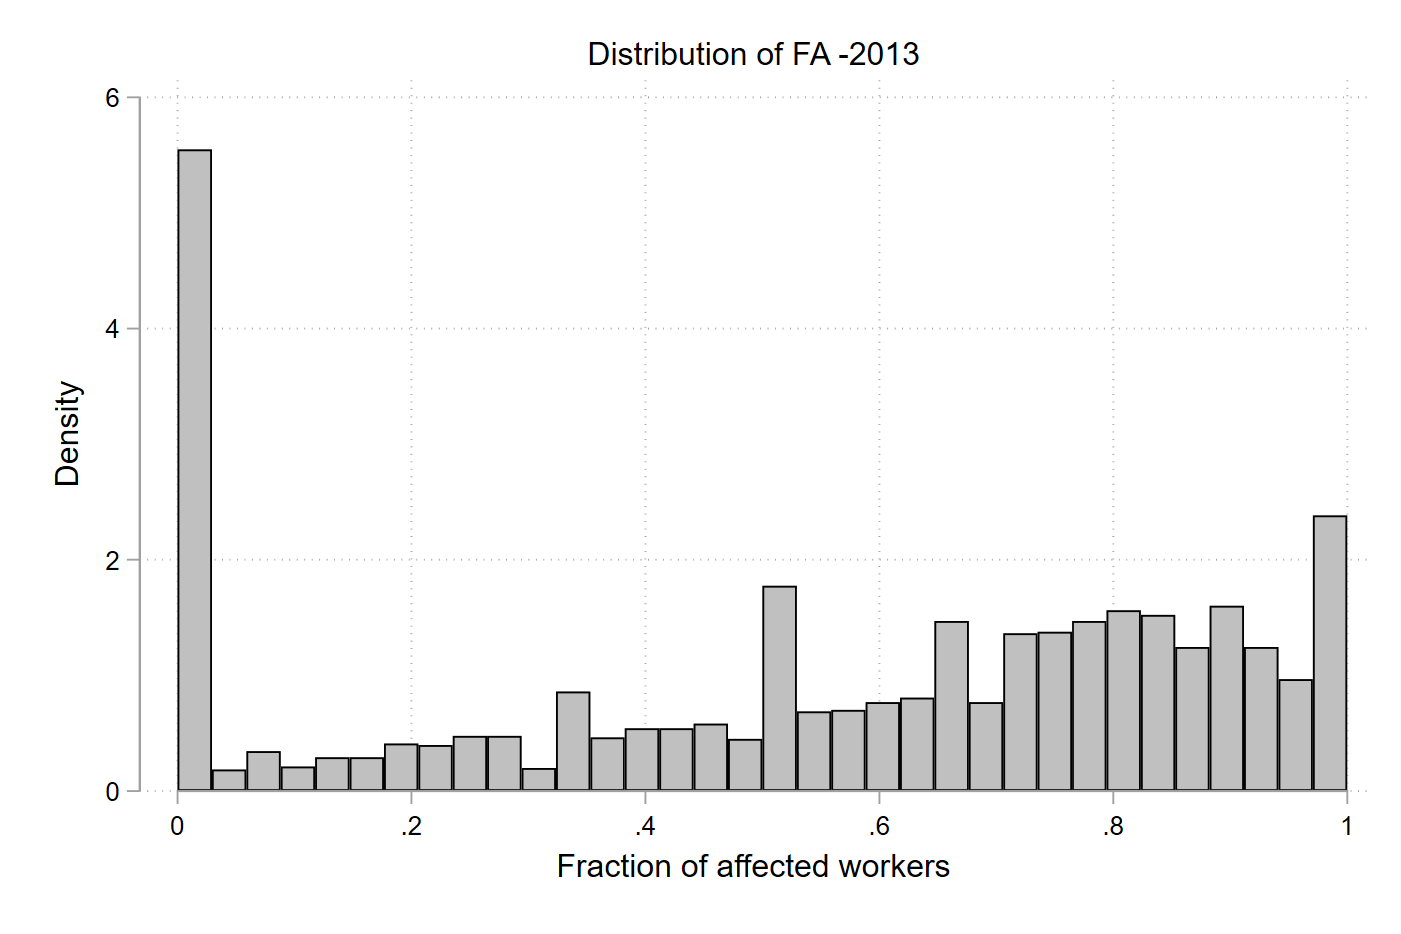 Distribution of FA -2013
6
4
2
0
Density
0 .2 .4 .6 .8 1
Fraction of affected workers